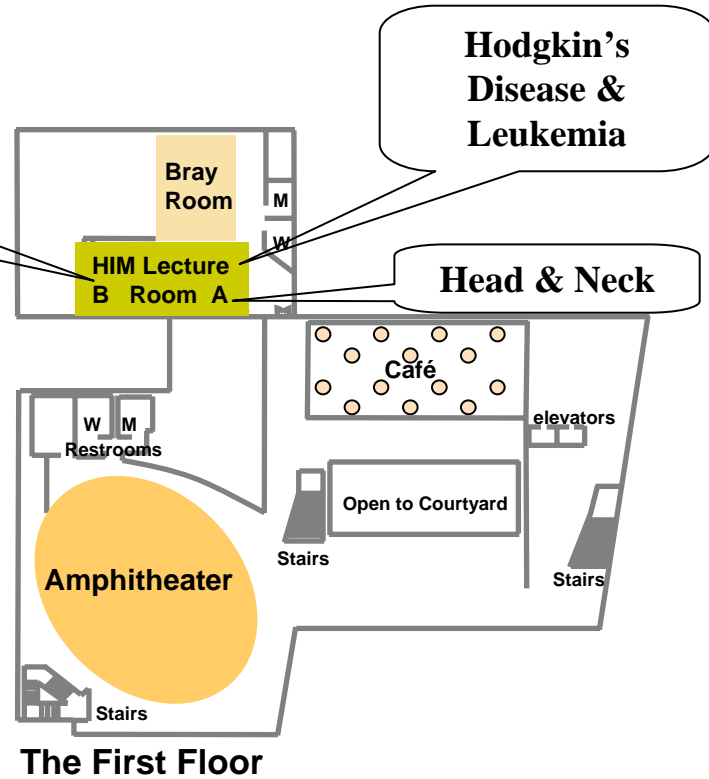 Hodgkin's
Disease &
Leukemia
Bray
Room
M
W
HIM Lecture
B Room A
Head & Neck
Café
elevators
W M
Restrooms
Open to Courtyard
Stairs
Amphitheater
Stairs
Stairs
The First Floor